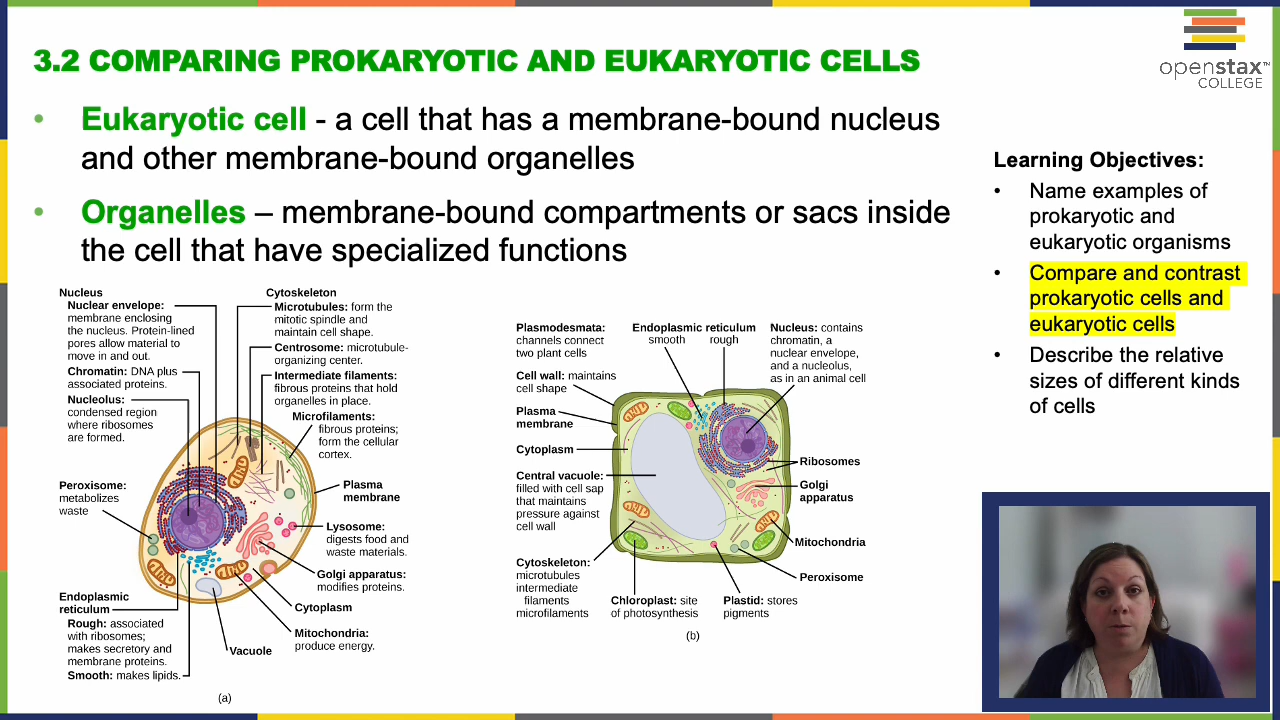 3.2 COMPARING PROKARYOTIC AND EUKARYOTIC CELLS
openstax™
COLLEGE
• Eukaryotic cell - a cell that has a membrane-bound nucleus
and other membrane-bound organelles
• Organelles – membrane-bound compartments or sacs inside
the cell that have specialized functions
Learning Objectives:
• Name examples of
prokaryotic and
eukaryotic organisms
• Compare and contrast
prokaryotic cells and
eukaryotic cells
• Describe the relative
sizes of different kinds
of cells
Nucleus
Nuclear envelope:
membrane enclosing
the nucleus. Protein-lined
pores allow material to
move in and out.
Chromatin: DNA plus
associated proteins.
Nucleolus:
condensed region
where ribosomes
are formed.
Peroxisome:
metabolizes
waste
Endoplasmic
reticulum
Rough: associated
with ribosomes;
makes secretory and
membrane proteins.
Smooth: makes lipids.
Cytoskeleton
Microtubules: form the
mitotic spindle and
maintain cell shape.
Centrosome: microtubule-
organizing center.
Intermediate filaments:
fibrous proteins that hold
organelles in place.
Microfilaments:
fibrous proteins;
form the cellular
cortex.
Plasma
membrane
Lysosome:
digests food and
waste materials.
Golgi apparatus:
modifies proteins.
Cytoplasm
Mitochondria:
produce energy.
Vacuole
(a)
Plasmodesmata:
channels connect
two plant cells
Cell wall: maintains
cell shape
Plasma
membrane
Cytoplasm
Central vacuole:
filled with cell sap
that maintains
pressure against
cell wall
Cytoskeleton:
microtubules
intermediate
filaments
microfilaments
Endoplasmic reticulum
smooth rough
Nucleus: contains
chromatin, a
nuclear envelope,
and a nucleolus,
as in an animal cell
Ribosomes
Golgi
apparatus
Mitochondria
Peroxisome
Chloroplast: site
of photosynthesis
Plastid: stores
pigments
(b)